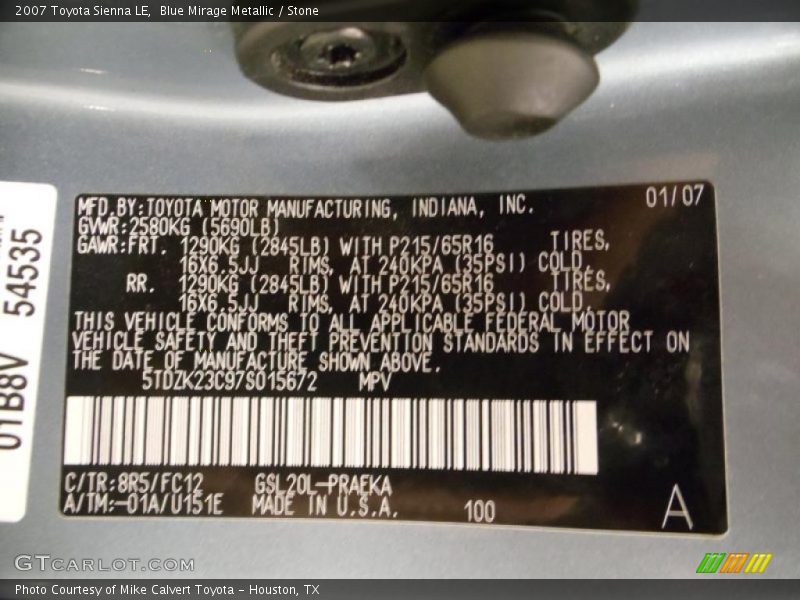 2007 Toyota Sienna LE,  Blue Mirage Metallic / Stone
MFD.BY:TOYOTA MOTOR MANUFACTURING, INDIANA, INC. 01/07
GVWR:2580KG (5690LB)
GAWR:FRT. 1290KG (2845LB) WITH P215/65R16 TIRES,
16X6.5JJ RIMS, AT 240KPA (35PSI) COLD.
RR. 1290KG (2845LB) WITH P215/65R16 TIRES,
16X6.5JJ RIMS, AT 240KPA (35PSI) COLD.
THIS VEHICLE CONFORMS TO ALL APPLICABLE FEDERAL MOTOR
VEHICLE SAFETY AND THEFT PREVENTION STANDARDS IN EFFECT ON
THE DATE OF MANUFACTURE SHOWN ABOVE.
5TDZK23C97S015672 MPV
C/TR:8R5/FC12 GSL20L-PRAEKA
A/TM:-01A/U151E MADE IN U.S.A. 100 A
01B8V 54535
GTCARLOT.COM
Photo Courtesy of Mike Calvert Toyota - Houston, TX